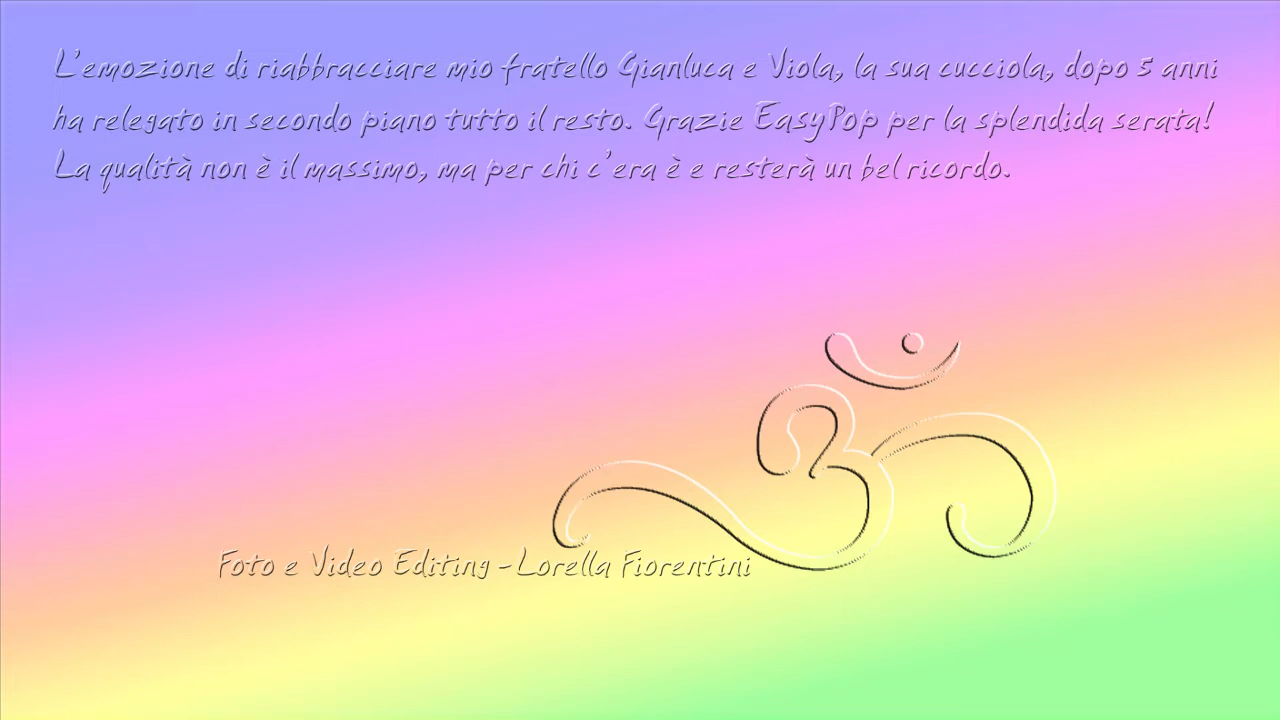 L'emozione di riabbracciare mio fratello Gianluca e Viola, la sua cucciola, dopo 5 anni
ha relegato in secondo piano tutto il resto. Grazie EasyPop per la splendida serata!
La qualità non è il massimo, ma per chi c'era è e resterà un bel ricordo.
ॐ
Foto e Video Editing - Lorella Fiorentini